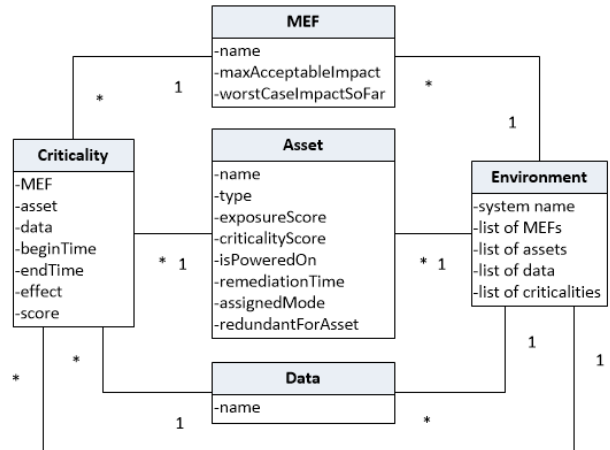 MEF
-name
-maxAcceptableImpact
-worstCaseImpactSoFar
1
*
*
1
Criticality
-MEF
-asset
-data
-beginTime
-endTime
-effect
-score
Asset
-name
-type
-exposureScore
-criticalityScore
-isPoweredOn
-remediationTime
-assignedMode
-redundantForAsset
Environment
-system name
-list of MEFs
-list of assets
-list of data
-list of criticalities
* 1
* 1
Data
-name
*
*
1
*
1
1